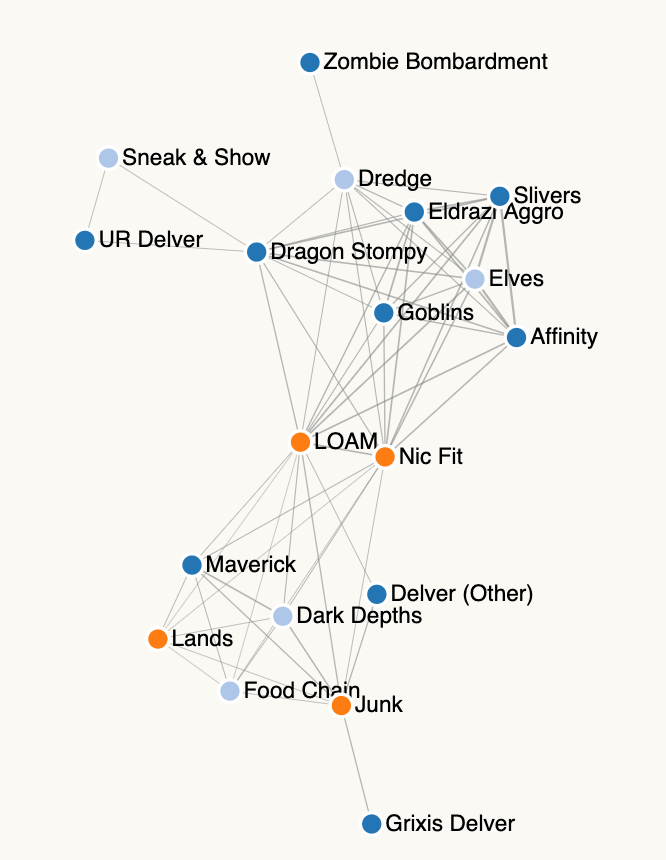 Zombie Bombardment
Sneak & Show
Dredge
Slivers
Eldrazi Aggro
UR Delver
Dragon Stompy
Elves
Goblins
Affinity
LOAM
Nic Fit
Maverick
Delver (Other)
Dark Depths
Lands
Food Chain
Junk
Grixis Delver